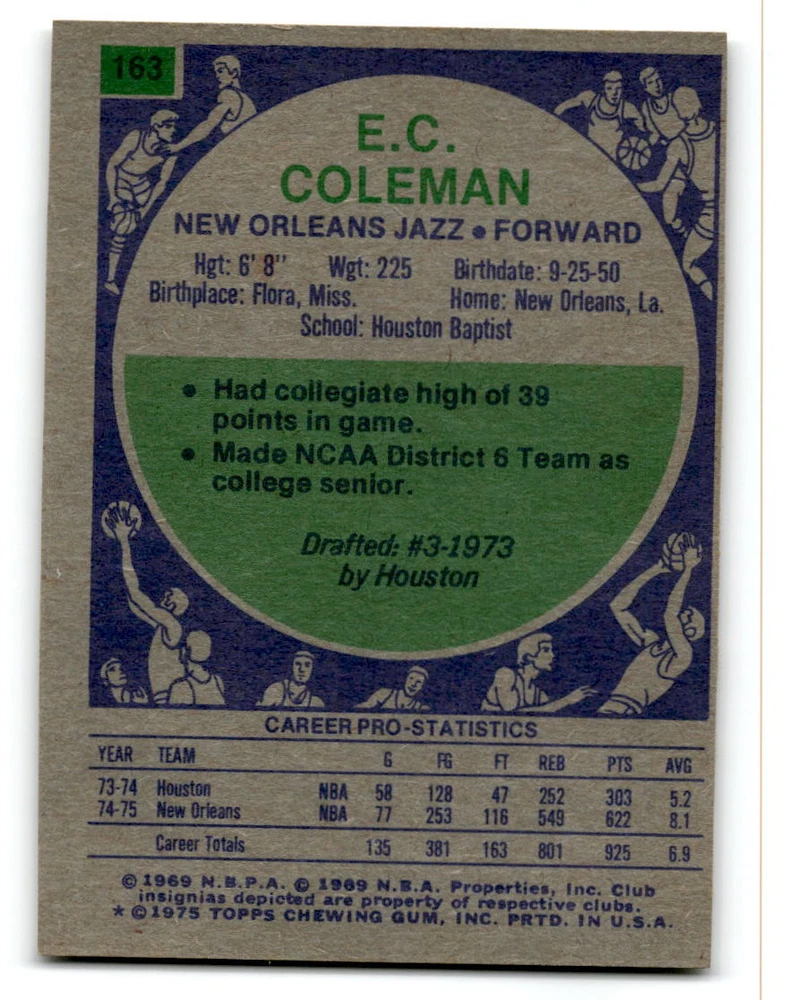 163
E.C.
COLEMAN
NEW ORLEANS JAZZ • FORWARD
Hgt: 6' 8" Wgt: 225 Birthdate: 9-25-50
Birthplace: Flora, Miss. Home: New Orleans, La.
School: Houston Baptist
• Had collegiate high of 39
points in game.
• Made NCAA District 6 Team as
college senior.
Drafted: #3-1973
by Houston
CAREER PRO-STATISTICS
YEAR TEAM G FG FT REB PTS AVG
73-74 Houston NBA 58 128 47 252 303 5.2
74-75 New Orleans NBA 77 253 116 549 622 8.1
Career Totals 135 381 163 801 925 6.9
© 1969 N.B.P.A. © 1969 N.B.A. Properties, Inc. Club
insignias depicted are property of respective clubs.
* © 1975 TOPPS CHEWING GUM, INC. PRTD. IN U.S.A.